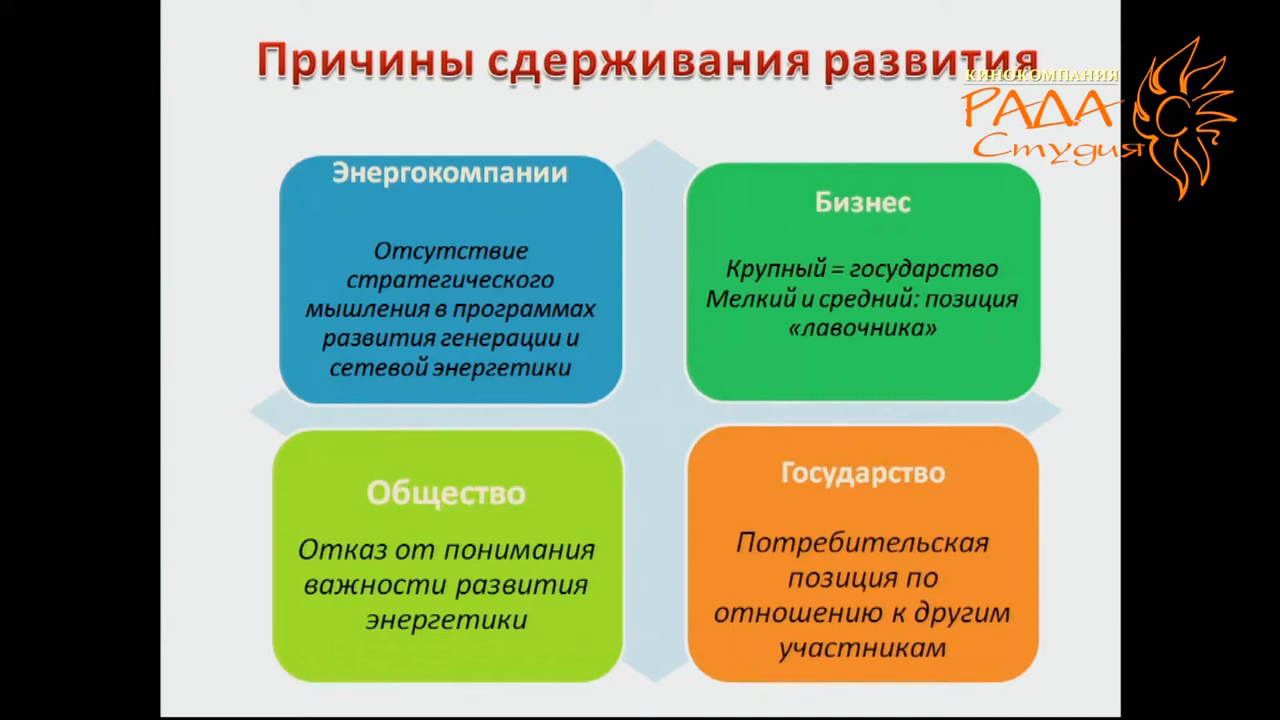 Причины сдерживания развития
КИНОКОМПАНИЯ
РАДА
Студия
Энергокомпании
Отсутствие
стратегического
мышления в программах
развития генерации и
сетевой энергетики
Бизнес
Крупный = государство
Мелкий и средний: позиция
«лавочника»
Общество
Отказ от понимания
важности развития
энергетики
Государство
Потребительская
позиция по
отношению к другим
участникам